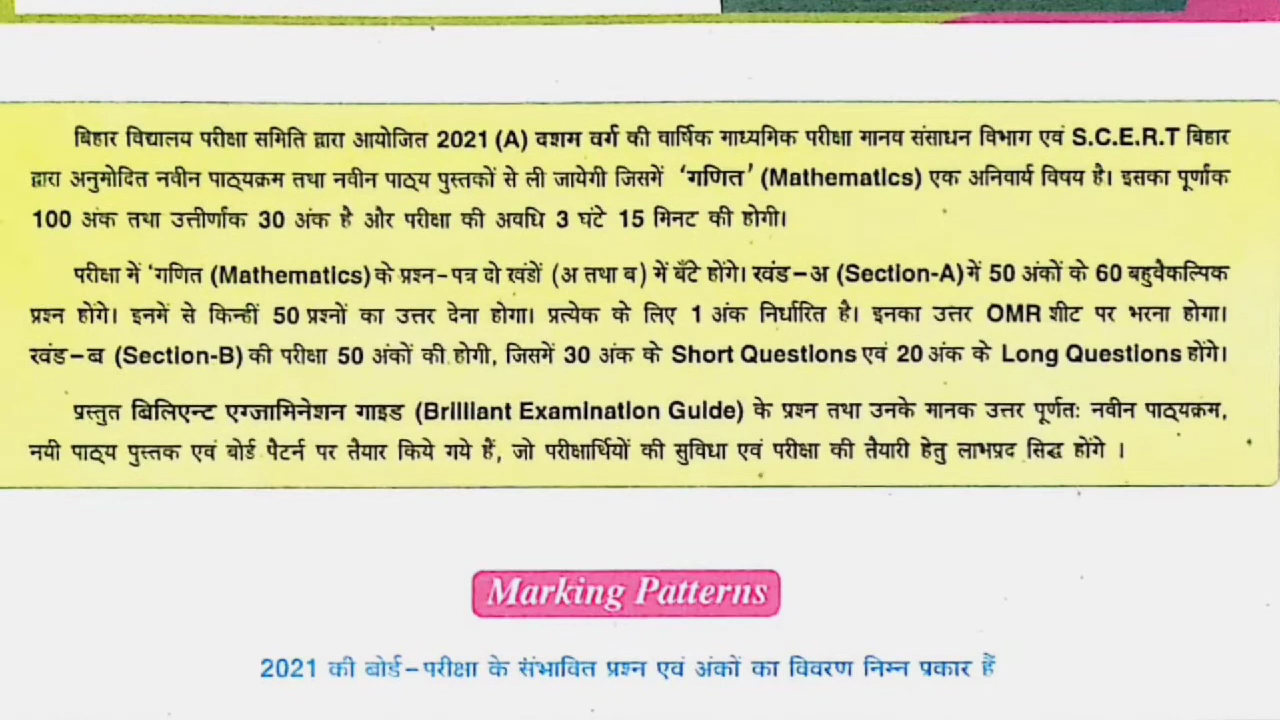 बिहार विद्यालय परीक्षा समिति द्वारा आयोजित 2021 (A) दशम वर्ग की वार्षिक माध्यमिक परीक्षा मानव संसाधन विभाग एवं S.C.E.R.T बिहार
द्वारा अनुमोदित नवीन पाठ्यक्रम तथा नवीन पाठ्य पुस्तकों से ली जायेगी जिसमें 'गणित' (Mathematics) एक अनिवार्य विषय है। इसका पूर्णांक
100 अंक तथा उत्तीर्णांक 30 अंक है और परीक्षा की अवधि 3 घंटे 15 मिनट की होगी।
परीक्षा में 'गणित (Mathematics) के प्रश्न-पत्र दो खंडों (अ तथा ब) में बँटे होंगे। खंड-अ (Section-A) में 50 अंकों के 60 बहुवैकल्पिक
प्रश्न होंगे। इनमें से किन्हीं 50 प्रश्नों का उत्तर देना होगा। प्रत्येक के लिए 1 अंक निर्धारित है। इनका उत्तर OMR शीट पर भरना होगा।
खंड-ब (Section-B) की परीक्षा 50 अंकों की होगी, जिसमें 30 अंक के Short Questions एवं 20 अंक के Long Questions होंगे।
प्रस्तुत ब्रिलिएन्ट एग्जामिनेशन गाइड (Brilliant Examination Guide) के प्रश्न तथा उनके मानक उत्तर पूर्णतः नवीन पाठ्यक्रम,
नयी पाठ्य पुस्तक एवं बोर्ड पैटर्न पर तैयार किये गये हैं, जो परीक्षार्थियों की सुविधा एवं परीक्षा की तैयारी हेतु लाभप्रद सिद्ध होंगे ।
Marking Patterns
2021 की बोर्ड-परीक्षा के संभावित प्रश्न एवं अंकों का विवरण निम्न प्रकार हैं